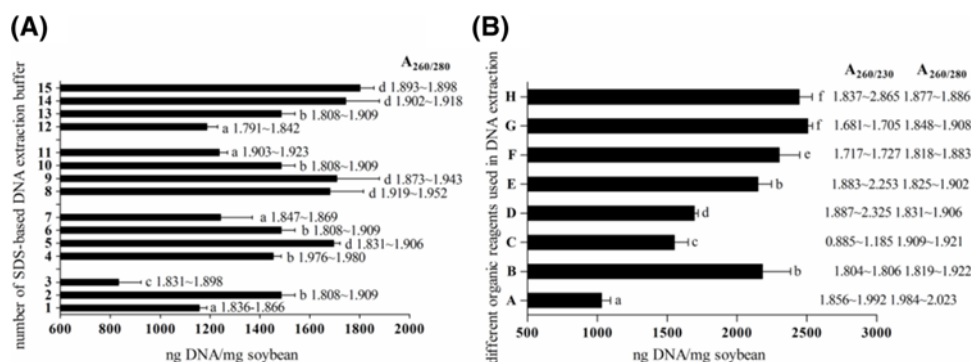 (A)
A260/280
number of SDS-based DNA extraction buffer
15 d 1.893~1.898
14 d 1.902~1.918
13 b 1.808~1.909
12 a 1.791~1.842
11 a 1.903~1.923
10 b 1.808~1.909
9 d 1.873~1.943
8 d 1.919~1.952
7 a 1.847~1.869
6 b 1.808~1.909
5 d 1.831~1.906
4 b 1.976~1.980
3 c 1.831~1.898
2 b 1.808~1.909
1 a 1.836-1.866
600 800 1000 1200 1400 1600 1800 2000
ng DNA/mg soybean
(B)
A260/230 A260/280
different organic reagents used in DNA extraction
H f 1.837~2.865 1.877~1.886
G f 1.681~1.705 1.848~1.908
F e 1.717~1.727 1.818~1.883
E b 1.883~2.253 1.825~1.902
D d 1.887~2.325 1.831~1.906
C c 0.885~1.185 1.909~1.921
B b 1.804~1.806 1.819~1.922
A a 1.856~1.992 1.984~2.023
500 1000 1500 2000 2500 3000
ng DNA/mg soybean